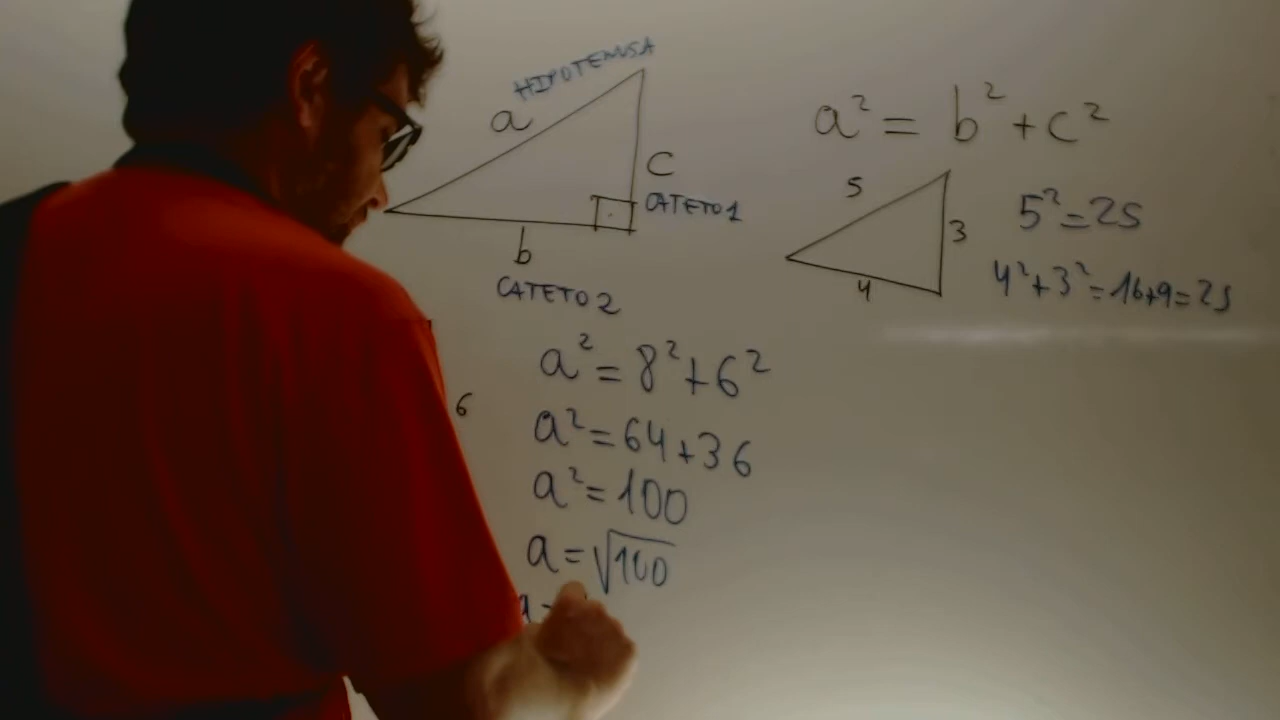 HIPOTENUSA
a
c
CATETO 1
b
CATETO 2
a² = b² + c²
5
3
4
5² = 25
4² + 3² = 16+9 = 25
6
a² = 8² + 6²
a² = 64 + 36
a² = 100
a = √100
a =